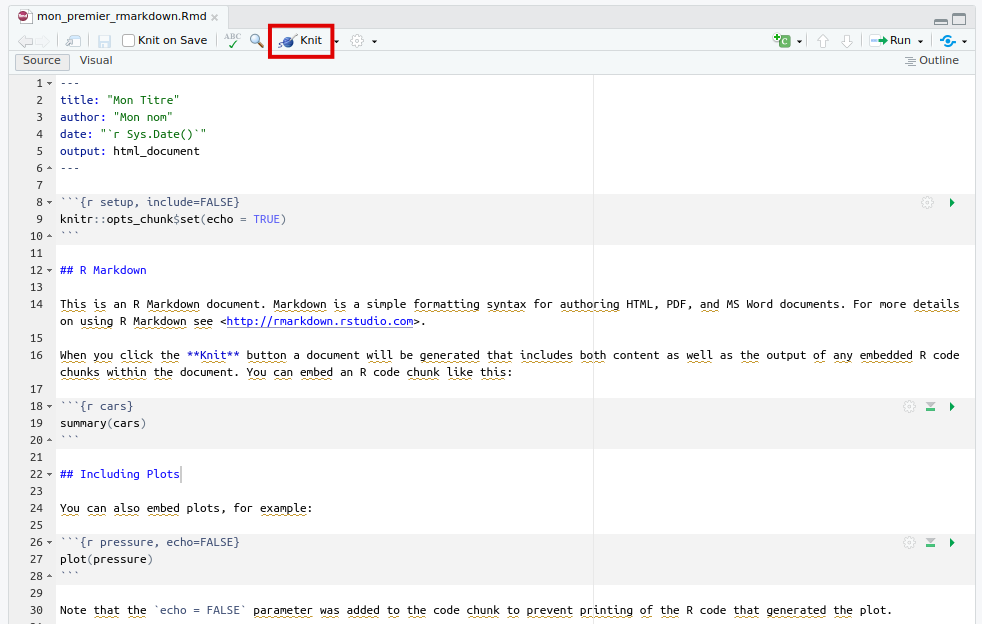 mon_premier_rmarkdown.Rmd
Knit on Save ABC Knit Run
Source Visual Outline
1 ---
2 title: "Mon Titre"
3 author: "Mon nom"
4 date: "`r Sys.Date()`"
5 output: html_document
6 ---
7
8 ```{r setup, include=FALSE}
9 knitr::opts_chunk$set(echo = TRUE)
10 ```
11
12 ## R Markdown
13
14 This is an R Markdown document. Markdown is a simple formatting syntax for authoring HTML, PDF, and MS Word documents. For more details
on using R Markdown see <http://rmarkdown.rstudio.com>.
15
16 When you click the **Knit** button a document will be generated that includes both content as well as the output of any embedded R code
chunks within the document. You can embed an R code chunk like this:
17
18 ```{r cars}
19 summary(cars)
20 ```
21
22 ## Including Plots
23
24 You can also embed plots, for example:
25
26 ```{r pressure, echo=FALSE}
27 plot(pressure)
28 ```
29
30 Note that the `echo = FALSE` parameter was added to the code chunk to prevent printing of the R code that generated the plot.